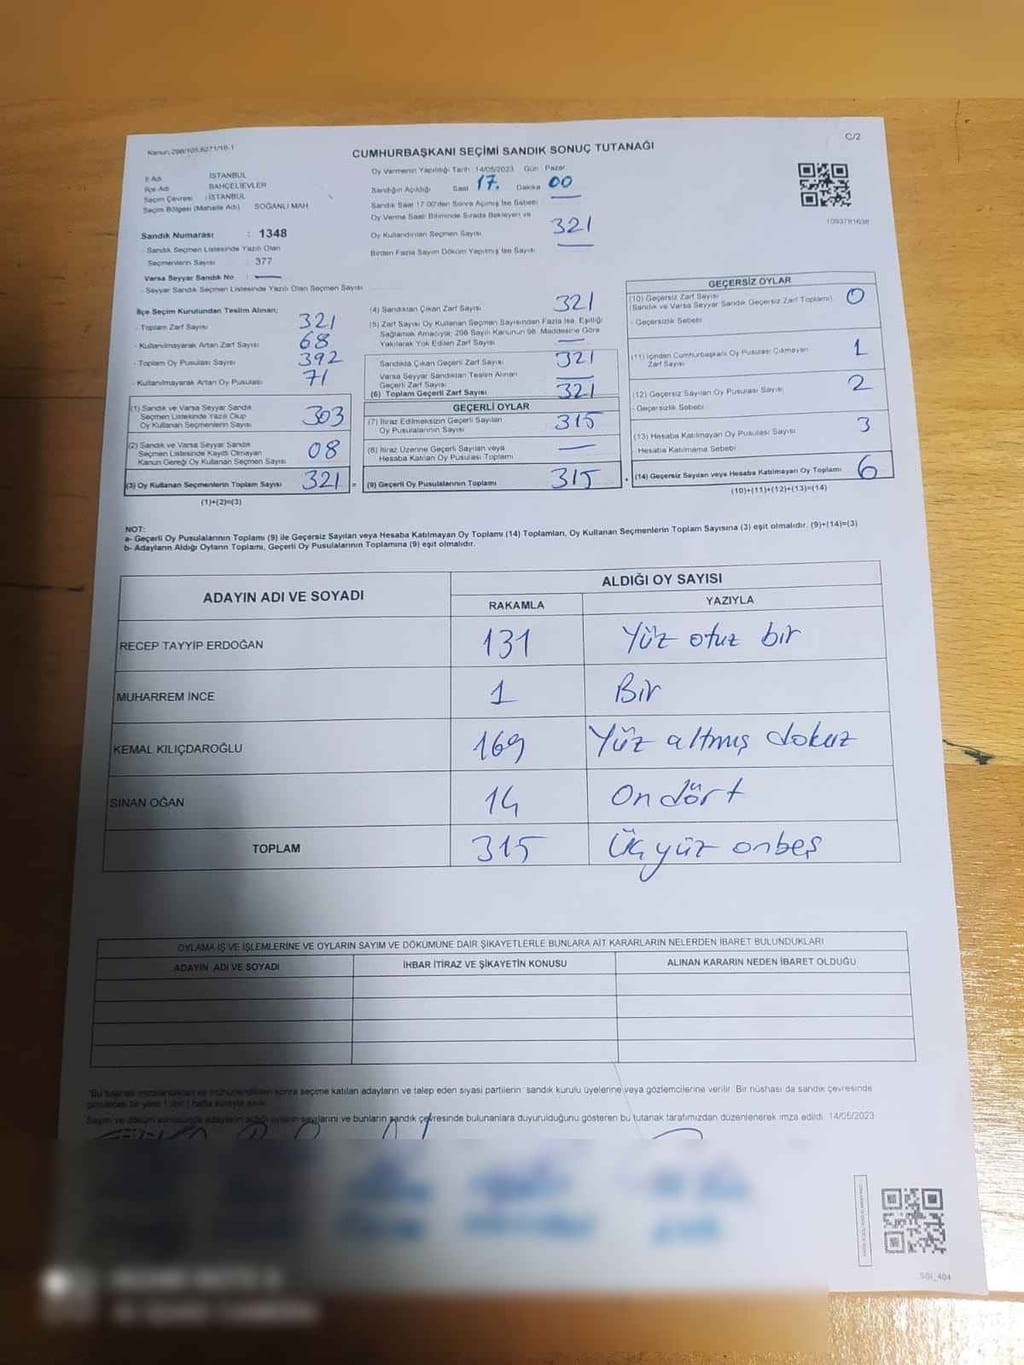 Kanun: 298/105,6271/16-1
C/2
CUMHURBAŞKANI SEÇİMİ SANDIK SONUÇ TUTANAĞI
İl Adı İSTANBUL
İlçe Adı BAHÇELİEVLER
Seçim Çevresi : İSTANBUL
Seçim Bölgesi (Mahalle Adı) SOĞANLI MAH
Sandık Numarası : 1348
Sandık Seçmen Listesinde Yazılı Olan
Seçmenlerin Sayısı : 377
Varsa Seyyar Sandık No : —
Seyyar Sandık Seçmen Listesinde Yazılı Olan Seçmen Sayısı
Oy Vermenin Yapıldığı Tarih : 14/05/2023 Gün : Pazar
Sandığın Açıldığı Saat 17. Dakika 00
Sandık Saat 17:00'den Sonra Açılmış İse Sebebi : —
Oy Verme Saati Bitiminde Sırada Bekleyen ve
Oy Kullandırılan Seçmen Sayısı 321
Birden Fazla Sayım Döküm Yapılmış İse Sayısı —
1093781638
İlçe Seçim Kurulundan Teslim Alınan;
- Toplam Zarf Sayısı 321
- Kullanılmayarak Artan Zarf Sayısı 68
- Toplam Oy Pusulası Sayısı 392
- Kullanılmayarak Artan Oy Pusulası 71
(1) Sandık ve Varsa Seyyar Sandık
Seçmen Listesinde Yazılı Olup
Oy Kullanan Seçmenlerin Sayısı 303
(2) Sandık ve Varsa Seyyar Sandık
Seçmen Listesinde Kayıtlı Olmayan
Kanun Gereği Oy Kullanan Seçmen Sayısı 08
(3) Oy Kullanan Seçmenlerin Toplam Sayısı 321 =
(1)+(2)=(3)
(4) Sandıktan Çıkan Zarf Sayısı 321
(5) Zarf Sayısı Oy Kullanan Seçmen Sayısından Fazla İse, Eşitliği
Sağlamak Amacıyla; 298 Sayılı Kanunun 98. Maddesine Göre
Yakılarak Yok Edilen Zarf Sayısı —
Sandıkta Çıkan Geçerli Zarf Sayısı 321
Varsa Seyyar Sandıktan Teslim Alınan
Geçerli Zarf Sayısı —
(6) Toplam Geçerli Zarf Sayısı 321
GEÇERLİ OYLAR
(7) İtiraz Edilmeksizin Geçerli Sayılan
Oy Pusulalarının Sayısı 315
(8) İtiraz Üzerine Geçerli Sayılan veya
Hesaba Katılan Oy Pusulası Toplamı —
(9) Geçerli Oy Pusulalarının Toplamı 315 +
GEÇERSİZ OYLAR
(10) Geçersiz Zarf Sayısı 0
(Sandık ve Varsa Seyyar Sandık Geçersiz Zarf Toplamı)
- Geçersizlik Sebebi
(11) İçinden Cumhurbaşkanı Oy Pusulası Çıkmayan
Zarf Sayısı 1
(12) Geçersiz Sayılan Oy Pusulası Sayısı 2
- Geçersizlik Sebebi
(13) Hesaba Katılmayan Oy Pusulası Sayısı 3
Hesaba Katılmama Sebebi
(14) Geçersiz Sayılan veya Hesaba Katılmayan Oy Toplamı 6
(10)+(11)+(12)+(13)=(14)
NOT:
a- Geçerli Oy Pusulalarının Toplamı (9) ile Geçersiz Sayılan veya Hesaba Katılmayan Oy Toplamı (14) Toplamları, Oy Kullanan Seçmenlerin Toplam Sayısına (3) eşit olmalıdır. (9)+(14)=(3)
b- Adayların Aldığı Oyların Toplamı, Geçerli Oy Pusulalarının Toplamına (9) eşit olmalıdır.
ADAYIN ADI VE SOYADI
ALDIĞI OY SAYISI
RAKAMLA YAZIYLA
RECEP TAYYİP ERDOĞAN 131 Yüz otuz bir
MUHARREM İNCE 1 Bir
KEMAL KILIÇDAROĞLU 169 Yüz altmış dokuz
SİNAN OĞAN 14 On dört
TOPLAM 315 Üç yüz onbeş
OYLAMA İŞ VE İŞLEMLERİNE VE OYLARIN SAYIM VE DÖKÜMÜNE DAİR ŞİKAYETLERLE BUNLARA AİT KARARLARIN NELERDEN İBARET BULUNDUKLARI
ADAYIN ADI VE SOYADI İHBAR İTİRAZ VE ŞİKAYETİN KONUSU ALINAN KARARIN NEDEN İBARET OLDUĞU
sonra seçime katılan adayların ve talep eden siyasi partilerin sandık kurulu üyelerine veya gözlemcilerine verilir. Bir nüshası da sandık çevresinde
sayılarını ve bunların sandık çevresinde bulunanlara duyurulduğunu gösteren bu tutanak tarafımızdan düzenlenerek imza edildi. 14/05/2023
SSI_404